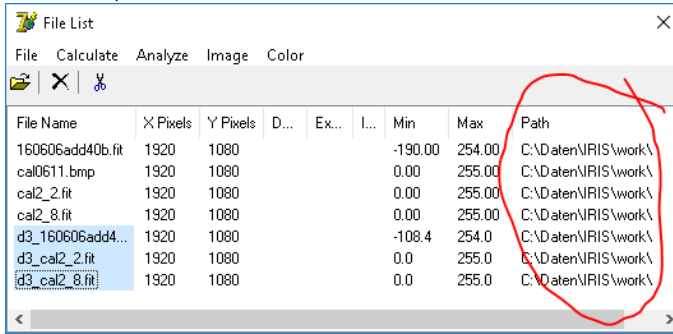 File List
File Calculate Analyze Image Color
File Name X Pixels Y Pixels D... Ex... I... Min Max Path
160606add40b.fit 1920 1080 -190.00 254.00 C:\Daten\IRIS\work\
cal0611.bmp 1920 1080 0.00 255.00 C:\Daten\IRIS\work\
cal2_2.fit 1920 1080 0.00 255.00 C:\Daten\IRIS\work\
cal2_8.fit 1920 1080 0.00 255.00 C:\Daten\IRIS\work\
d3_160606add4... 1920 1080 -108.4 254.0 C:\Daten\IRIS\work\
d3_cal2_2.fit 1920 1080 0.0 255.0 C:\Daten\IRIS\work\
d3_cal2_8.fit 1920 1080 0.0 255.0 C:\Daten\IRIS\work\